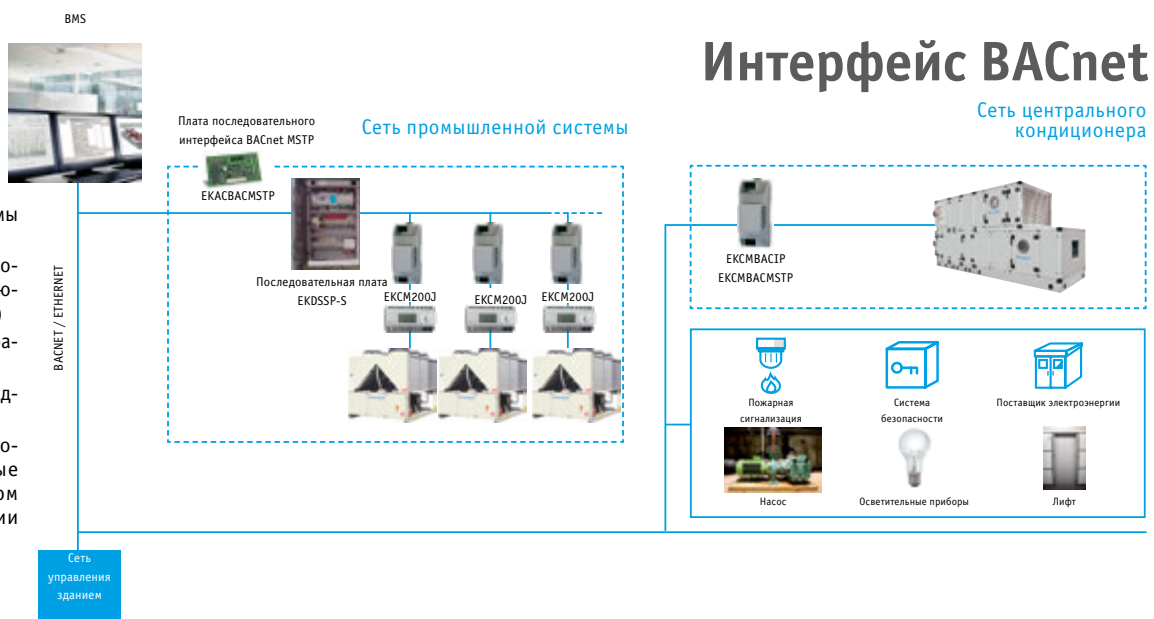 BMS
Интерфейс BACnet
Сеть центрального
кондиционера
Плата последовательного
интерфейса BACnet MSTP
Сеть промышленной системы
EKACBACMSTP
Последовательная плата
EKDSSP-S
EKCM200J
EKCM200J
EKCM200J
EKCMBACIP
EKCMBACMSTP
BACNET / ETHERNET
Пожарная
сигнализация
Система
безопасности
Поставщик электроэнергии
Насос
Осветительные приборы
Лифт
Сеть
управления
зданием